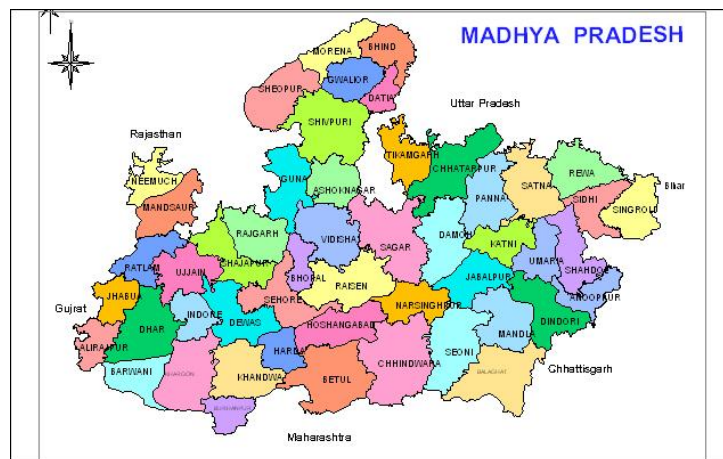 MADHYA PRADESH
MORENA
BHIND
GWALIOR
SHEOPUR
DATIA
Uttar Pradesh
SHIVPURI
Rajasthan
TIKAMGARH
CHHATARPUR
REWA
NEEMUCH
GUNA
ASHOKNAGAR
PANNA
SATNA
SIDHI
Bihar
SINGROLI
MANDSAUR
RAJGARH
VIDISHA
SAGAR
DAMOH
KATNI
UMARIA
SHAHDOL
RATLAM
UJJAIN
SHAJAPUR
BHOPAL
RAISEN
JABALPUR
ANOOPPUR
JHABUA
SEHORE
NARSINGHPUR
Gujrat
INDORE
DEWAS
HOSHANGABAD
DINDORI
DHAR
HARDA
MANDLA
ALIRAJPUR
CHHINDWARA
SEONI
BARWANI
KHARGON
KHANDWA
BETUL
BALAGHAT
Chhattisgarh
Maharashtra